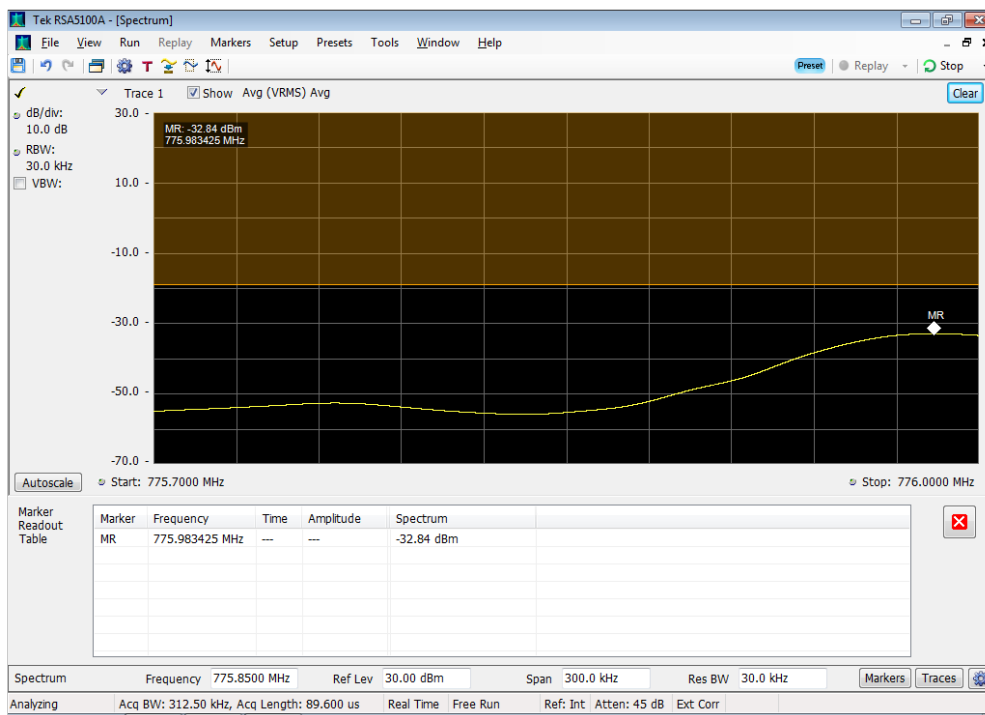 Tek RSA5100A - [Spectrum]
File View Run Replay Markers Setup Presets Tools Window Help
T Preset Replay Stop
Trace 1 Show Avg (VRMS) Avg Clear
dB/div:
10.0 dB
RBW:
30.0 kHz
VBW:
30.0
10.0
-10.0
-30.0
-50.0
-70.0
MR: -32.84 dBm
775.983425 MHz
MR
Autoscale Start: 775.7000 MHz Stop: 776.0000 MHz
Marker
Readout
Table
Marker Frequency Time Amplitude Spectrum
MR 775.983425 MHz --- --- -32.84 dBm
Spectrum Frequency 775.8500 MHz Ref Lev 30.00 dBm Span 300.0 kHz Res BW 30.0 kHz Markers Traces
Analyzing Acq BW: 312.50 kHz, Acq Length: 89.600 us Real Time Free Run Ref: Int Atten: 45 dB Ext Corr